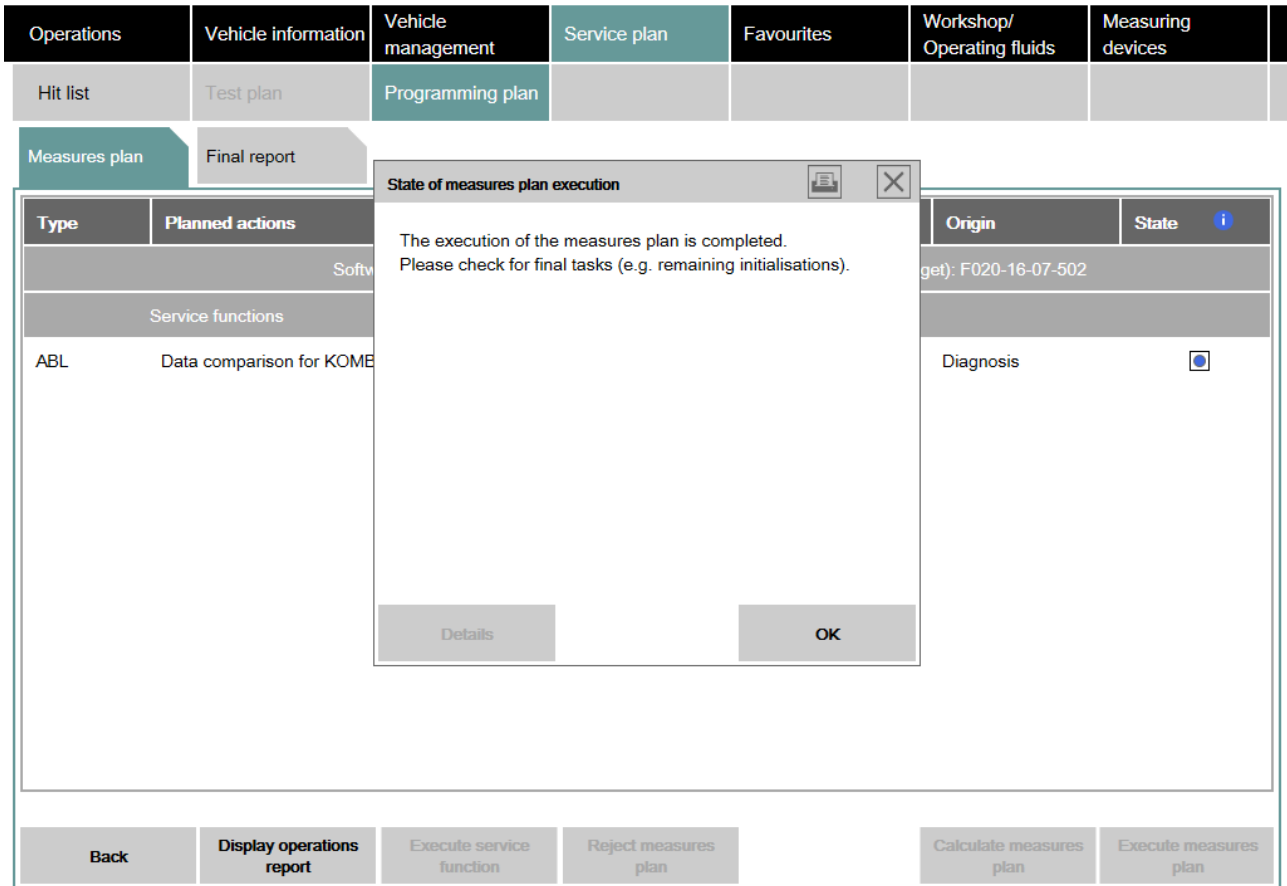 Operations
Vehicle information
Vehicle
management
Service plan
Favourites
Workshop/
Operating fluids
Measuring
devices
Hit list
Test plan
Programming plan
Measures plan
Final report
State of measures plan execution
The execution of the measures plan is completed.
Please check for final tasks (e.g. remaining initialisations).
Details
OK
Type
Planned actions
Origin
State
i
Softw
get): F020-16-07-502
Service functions
ABL
Data comparison for KOMB
Diagnosis
Back
Display operations
report
Execute service
function
Reject measures
plan
Calculate measures
plan
Execute measures
plan